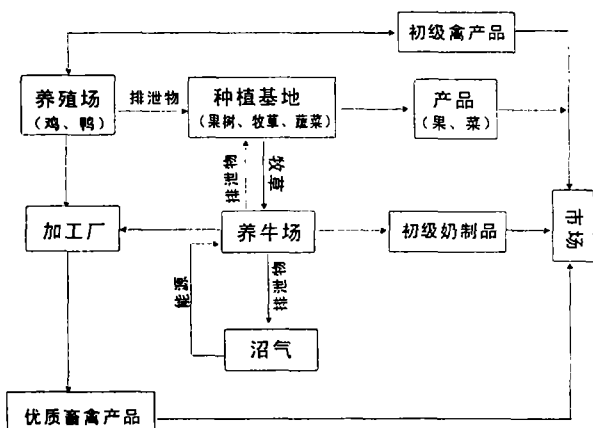 初级禽产品
养殖场
（鸡、鸭）
排泄物
种植基地
（果树、牧草、蔬菜）
产品
（果、菜）
排泄物
牧草
加工厂
养牛场
初级奶制品
市场
能源
排泄物
沼气
优质畜禽产品